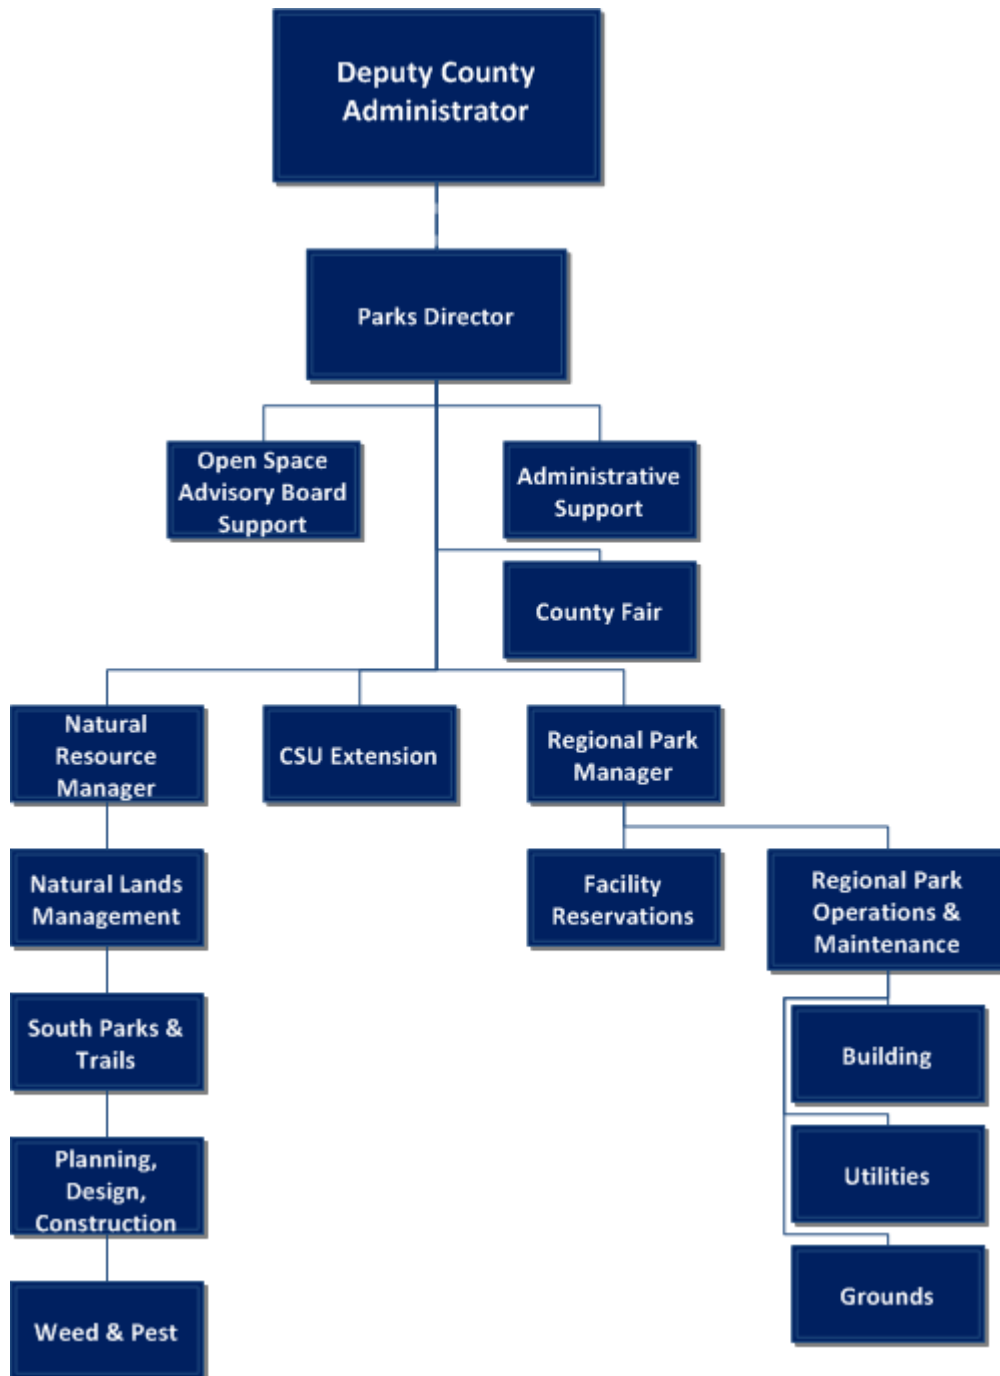 Deputy County
Administrator
Parks Director
Open Space
Advisory Board
Support
Administrative
Support
County Fair
Natural
Resource
Manager
CSU Extension
Regional Park
Manager
Natural Lands
Management
Facility
Reservations
Regional Park
Operations &
Maintenance
South Parks &
Trails
Building
Planning,
Design,
Construction
Utilities
Weed & Pest
Grounds